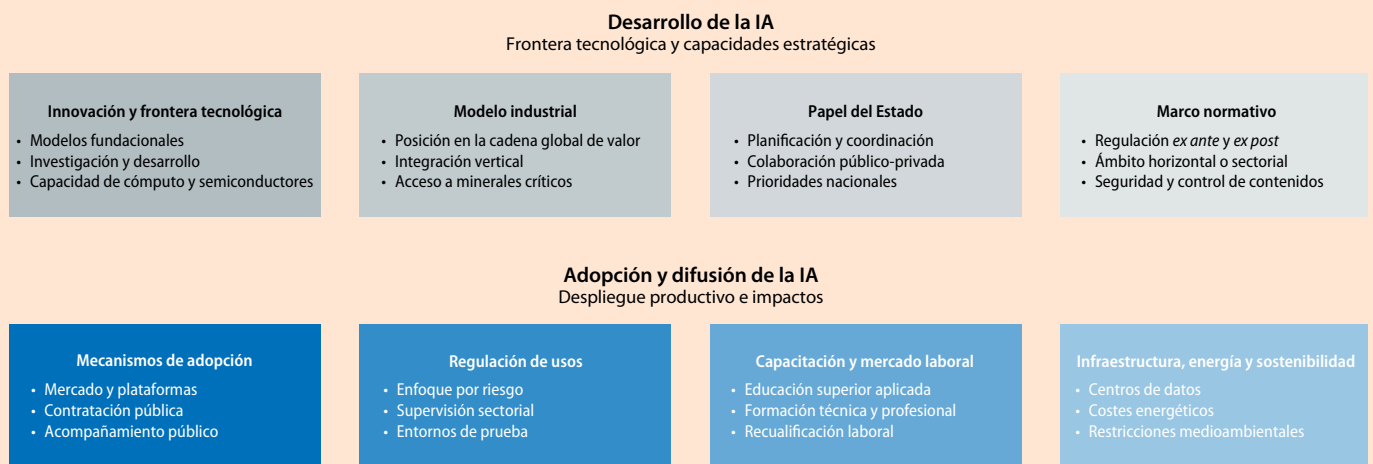 Desarrollo de la IA
Frontera tecnológica y capacidades estratégicas
Innovación y frontera tecnológica
• Modelos fundacionales
• Investigación y desarrollo
• Capacidad de cómputo y semiconductores
Modelo industrial
• Posición en la cadena global de valor
• Integración vertical
• Acceso a minerales críticos
Papel del Estado
• Planificación y coordinación
• Colaboración público-privada
• Prioridades nacionales
Marco normativo
• Regulación ex ante y ex post
• Ámbito horizontal o sectorial
• Seguridad y control de contenidos
Adopción y difusión de la IA
Despliegue productivo e impactos
Mecanismos de adopción
• Mercado y plataformas
• Contratación pública
• Acompañamiento público
Regulación de usos
• Enfoque por riesgo
• Supervisión sectorial
• Entornos de prueba
Capacitación y mercado laboral
• Educación superior aplicada
• Formación técnica y profesional
• Recualificación laboral
Infraestructura, energía y sostenibilidad
• Centros de datos
• Costes energéticos
• Restricciones medioambientales